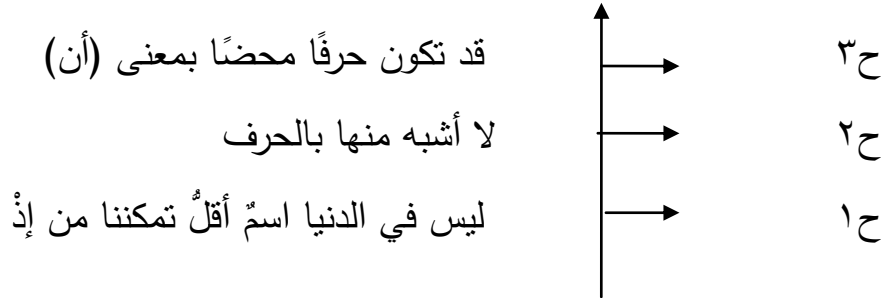 ح٣ قد تكون حرفًا محضًا بمعنى (أن)
ح٢ لا أشبه منها بالحرف
ح١ ليس في الدنيا اسمٌ أقلُّ تمكننا من إذْ